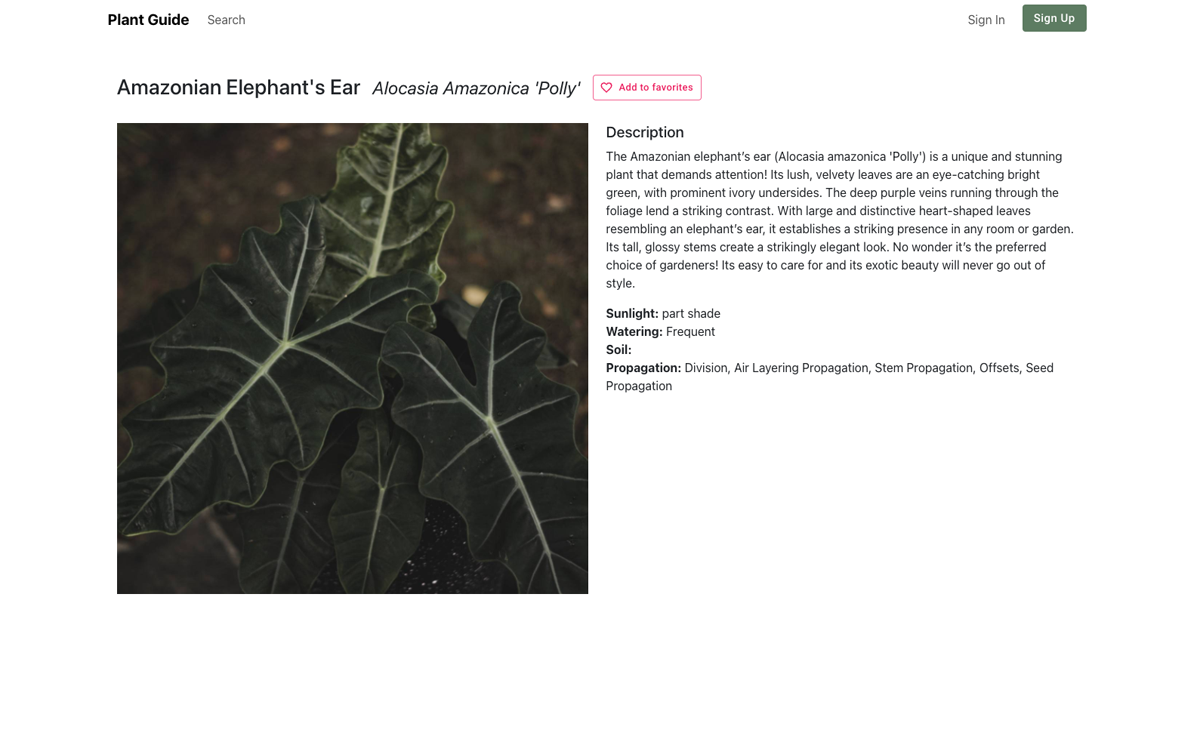 Plant Guide Search Sign In Sign Up
Amazonian Elephant's Ear Alocasia Amazonica 'Polly' Add to favorites
Description
The Amazonian elephant’s ear (Alocasia amazonica 'Polly') is a unique and stunning
plant that demands attention! Its lush, velvety leaves are an eye-catching bright
green, with prominent ivory undersides. The deep purple veins running through the
foliage lend a striking contrast. With large and distinctive heart-shaped leaves
resembling an elephant’s ear, it establishes a striking presence in any room or garden.
Its tall, glossy stems create a strikingly elegant look. No wonder it’s the preferred
choice of gardeners! Its easy to care for and its exotic beauty will never go out of
style.
Sunlight: part shade
Watering: Frequent
Soil:
Propagation: Division, Air Layering Propagation, Stem Propagation, Offsets, Seed
Propagation